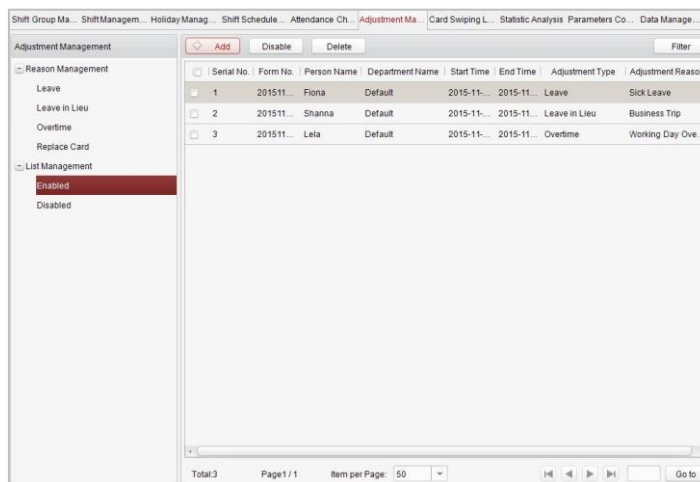 Shift Group Ma... ShiftManagem... Holiday Manag... Shift Schedule... Attendance Ch... Adjustment Ma... Card Swiping L... Statistic Analysis Parameters Co... Data Manage...
Adjustment Management
Add Disable Delete Filter
Reason Management
Leave
Leave in Lieu
Overtime
Replace Card
List Management
Enabled
Disabled
Serial No. Form No. Person Name Department Name Start Time End Time Adjustment Type Adjustment Reaso
1 201511... Fiona Default 2015-11-... 2015-11... Leave Sick Leave
2 201511... Shanna Default 2015-11-... 2015-11... Leave in Lieu Business Trip
3 201511... Lela Default 2015-11-... 2015-11... Overtime Working Day Ove.
Total:3 Page1 / 1 Item per Page: 50 Go to